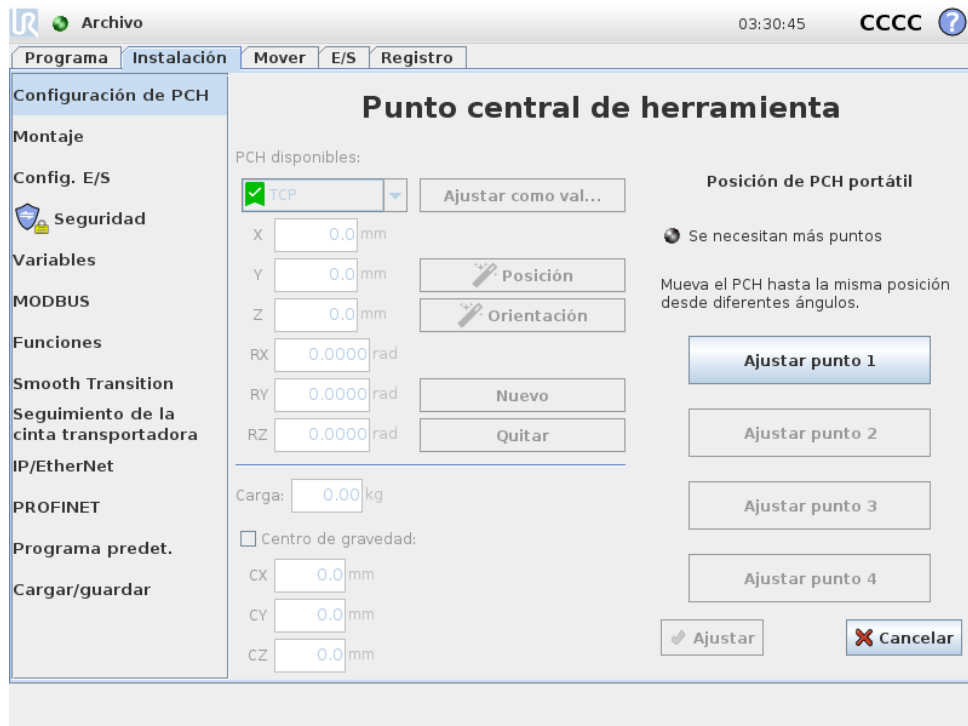 UR Archivo 03:30:45 CCCC ?
Programa Instalación Mover E/S Registro
Configuración de PCH
Montaje
Config. E/S
Seguridad
Variables
MODBUS
Funciones
Smooth Transition
Seguimiento de la
cinta transportadora
IP/EtherNet
PROFINET
Programa predet.
Cargar/guardar
Punto central de herramienta
PCH disponibles:
TCP Ajustar como val...
X 0.0 mm
Y 0.0 mm Posición
Z 0.0 mm Orientación
RX 0.0000 rad
RY 0.0000 rad Nuevo
RZ 0.0000 rad Quitar
Carga: 0.00 kg
Centro de gravedad:
CX 0.0 mm
CY 0.0 mm
CZ 0.0 mm
Posición de PCH portátil
Se necesitan más puntos
Mueva el PCH hasta la misma posición
desde diferentes ángulos.
Ajustar punto 1
Ajustar punto 2
Ajustar punto 3
Ajustar punto 4
Ajustar Cancelar